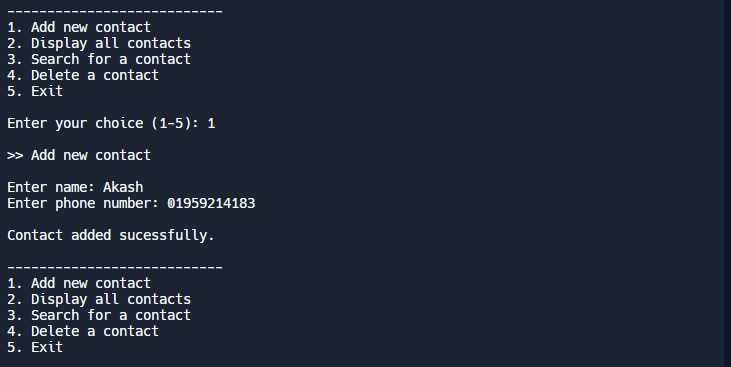 ---------------------------
1. Add new contact
2. Display all contacts
3. Search for a contact
4. Delete a contact
5. Exit
Enter your choice (1-5): 1
>> Add new contact
Enter name: Akash
Enter phone number: 01959214183
Contact added sucessfully.
---------------------------
1. Add new contact
2. Display all contacts
3. Search for a contact
4. Delete a contact
5. Exit